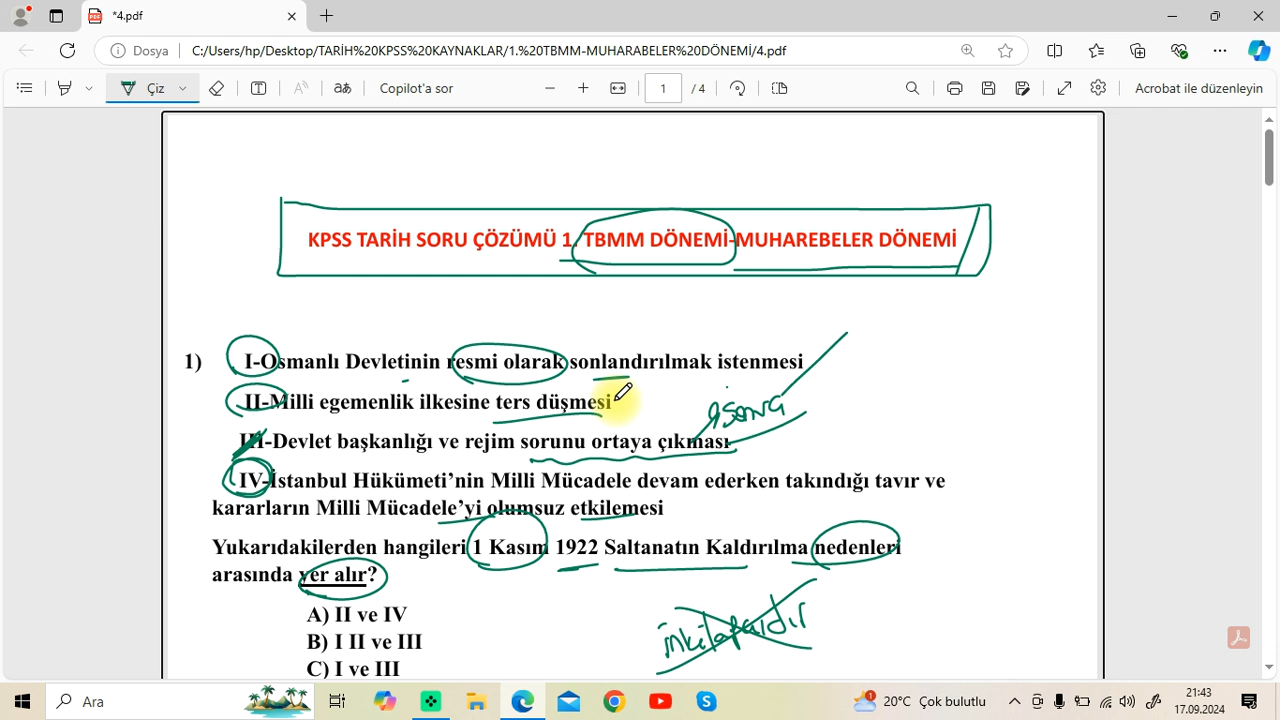 *4.pdf
Dosya C:/Users/hp/Desktop/TARİH%20KPSS%20KAYNAKLAR/1.%20TBMM-MUHARABELER%20DÖNEMİ/4.pdf
Çiz aあ Copilot'a sor 1 / 4 Acrobat ile düzenleyin
KPSS TARİH SORU ÇÖZÜMÜ 1. TBMM DÖNEMİ-MUHAREBELER DÖNEMİ
1) I-Osmanlı Devletinin resmi olarak sonlandırılmak istenmesi
II-Milli egemenlik ilkesine ters düşmesi
sonra
III-Devlet başkanlığı ve rejim sorunu ortaya çıkması
IV-İstanbul Hükümeti'nin Milli Mücadele devam ederken takındığı tavır ve
kararların Milli Mücadele'yi olumsuz etkilemesi
Yukarıdakilerden hangileri 1 Kasım 1922 Saltanatın Kaldırılma nedenleri
arasında yer alır?
A) II ve IV
B) I II ve III
C) I ve III
Ara
20°C Çok bulutlu
21:43
17.09.2024